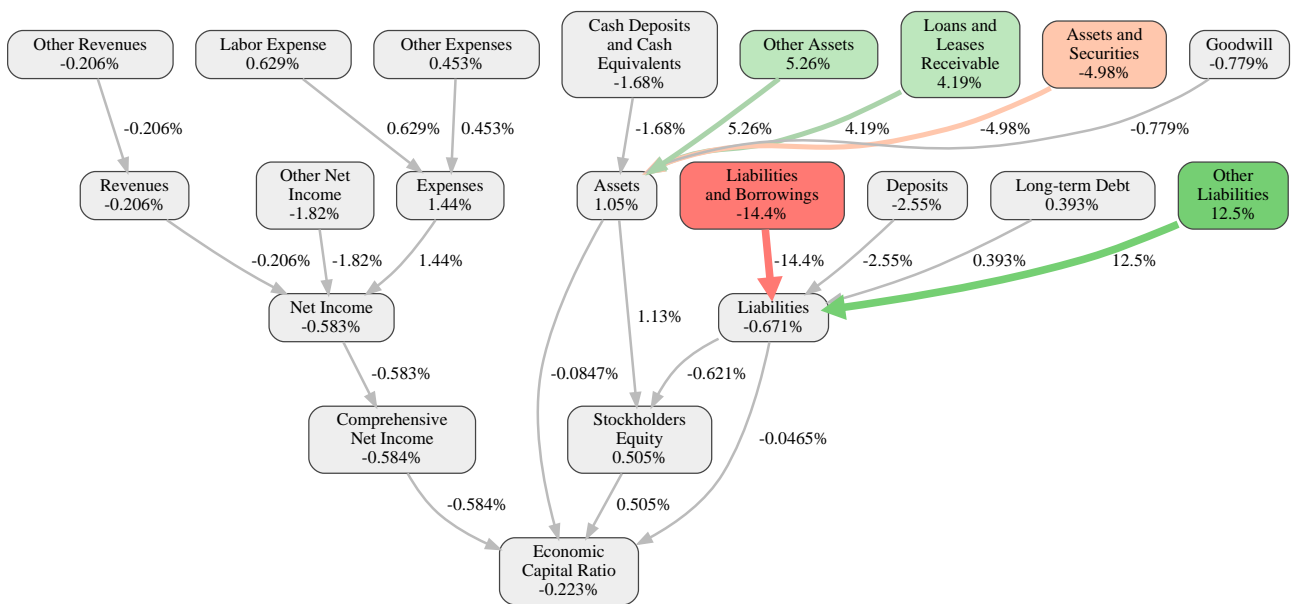 Other Revenues
-0.206%
Labor Expense
0.629%
Other Expenses
0.453%
Cash Deposits
and Cash
Equivalents
-1.68%
Other Assets
5.26%
Loans and
Leases
Receivable
4.19%
Assets and
Securities
-4.98%
Goodwill
-0.779%
-0.206%
0.629%
0.453%
-1.68%
5.26%
4.19%
-4.98%
-0.779%
Revenues
-0.206%
Other Net
Income
-1.82%
Expenses
1.44%
Assets
1.05%
Liabilities
and Borrowings
-14.4%
Deposits
-2.55%
Long-term Debt
0.393%
Other
Liabilities
12.5%
-0.206%
-1.82%
1.44%
-14.4%
-2.55%
0.393%
12.5%
Net Income
-0.583%
1.13%
Liabilities
-0.671%
-0.583%
-0.0847%
-0.621%
Comprehensive
Net Income
-0.584%
Stockholders
Equity
0.505%
-0.0465%
-0.584%
0.505%
Economic
Capital Ratio
-0.223%